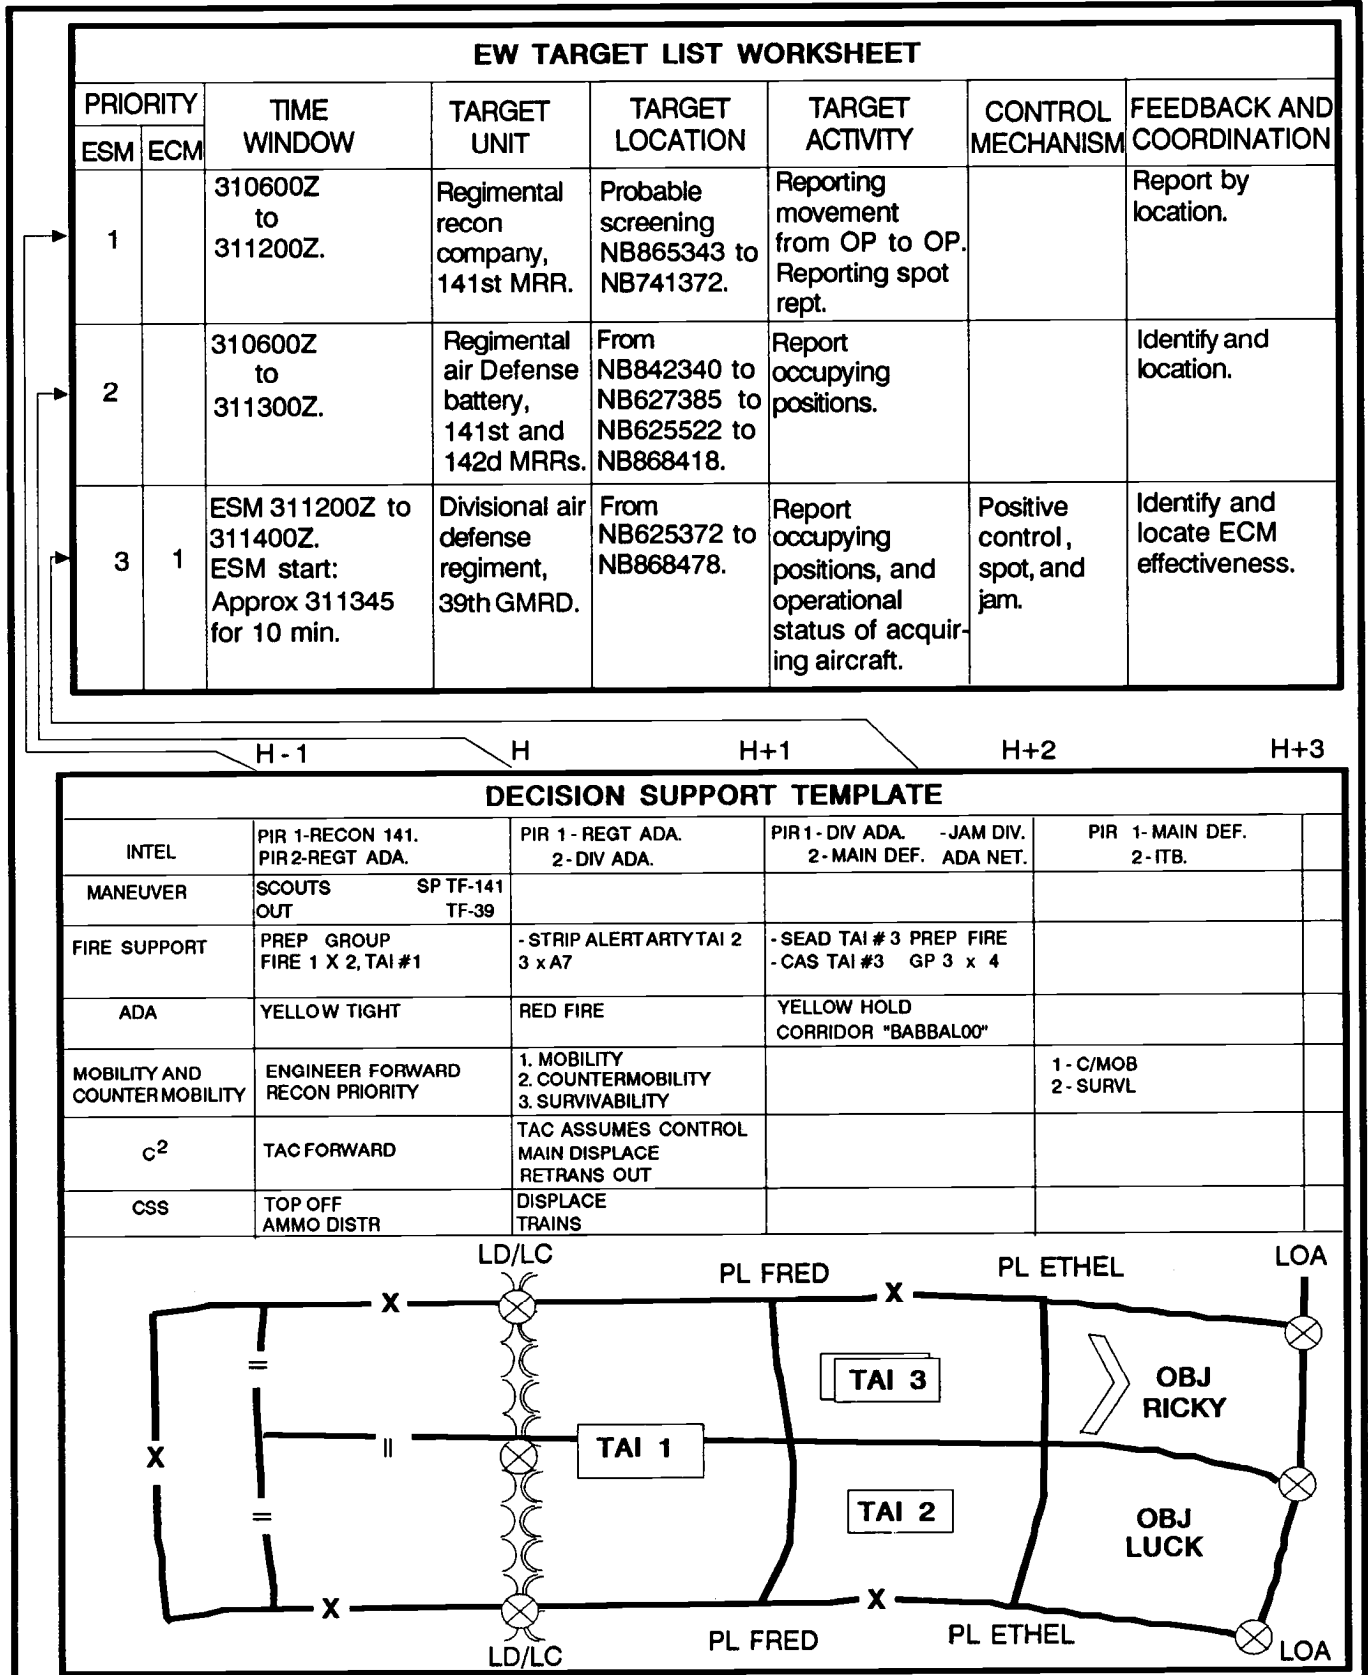 EW TARGET LIST WORKSHEET
PRIORITY
ESM ECM
TIME
WINDOW
TARGET
UNIT
TARGET
LOCATION
TARGET
ACTIVITY
CONTROL
MECHANISM
FEEDBACK AND
COORDINATION
1
310600Z
to
311200Z.
Regimental
recon
company,
141st MRR.
Probable
screening
NB865343 to
NB741372.
Reporting
movement
from OP to OP.
Reporting spot
rept.
Report by
location.
2
310600Z
to
311300Z.
Regimental
air Defense
battery,
141st and
142d MRRs.
From
NB842340 to
NB627385 to
NB625522 to
NB868418.
Report
occupying
positions.
Identify and
location.
3 1
ESM 311200Z to
311400Z.
ESM start:
Approx 311345
for 10 min.
Divisional air
defense
regiment,
39th GMRD.
From
NB625372 to
NB868478.
Report
occupying
positions, and
operational
status of acquir-
ing aircraft.
Positive
control,
spot, and
jam.
Identify and
locate ECM
effectiveness.
H - 1 H H+1 H+2 H+3
DECISION SUPPORT TEMPLATE
INTEL
PIR 1-RECON 141.
PIR 2-REGT ADA.
PIR 1 - REGT ADA.
2 - DIV ADA.
PIR 1 - DIV ADA. -JAM DIV.
2 - MAIN DEF. ADA NET.
PIR 1- MAIN DEF.
2 - ITB.
MANEUVER
SCOUTS SP TF-141
OUT TF-39
FIRE SUPPORT
PREP GROUP
FIRE 1 X 2, TAI #1
- STRIP ALERT ARTY TAI 2
3 x A7
- SEAD TAI # 3 PREP FIRE
- CAS TAI #3 GP 3 x 4
ADA
YELLOW TIGHT
RED FIRE
YELLOW HOLD
CORRIDOR "BABBAL00"
MOBILITY AND
COUNTER MOBILITY
ENGINEER FORWARD
RECON PRIORITY
1. MOBILITY
2. COUNTERMOBILITY
3. SURVIVABILITY
1 - C/MOB
2 - SURVL
C2
TAC FORWARD
TAC ASSUMES CONTROL
MAIN DISPLACE
RETRANS OUT
CSS
TOP OFF
AMMO DISTR
DISPLACE
TRAINS
LD/LC
PL FRED
PL ETHEL
LOA
X
X
TAI 3
OBJ
RICKY
X
TAI 1
TAI 2
OBJ
LUCK
X
X
LD/LC
PL FRED
PL ETHEL
LOA